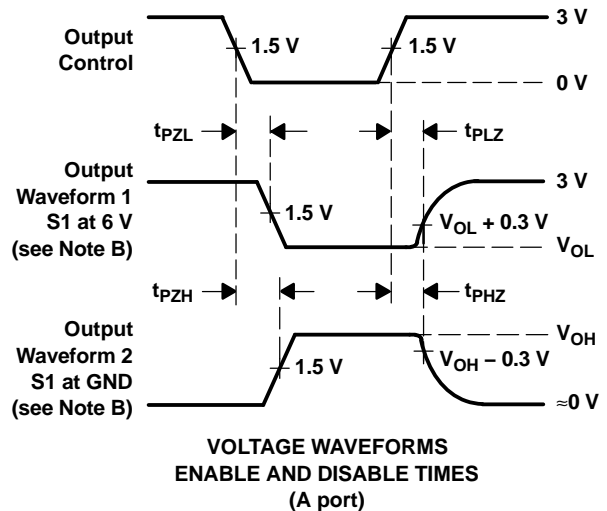 3 V
Output
Control
1.5 V
1.5 V
0 V
tPZL
tPLZ
Output
Waveform 1
S1 at 6 V
(see Note B)
3 V
1.5 V
VOL + 0.3 V
VOL
tPZH
tPHZ
Output
Waveform 2
S1 at GND
(see Note B)
VOH
1.5 V
VOH − 0.3 V
≈0 V
VOLTAGE WAVEFORMS
ENABLE AND DISABLE TIMES
(A port)